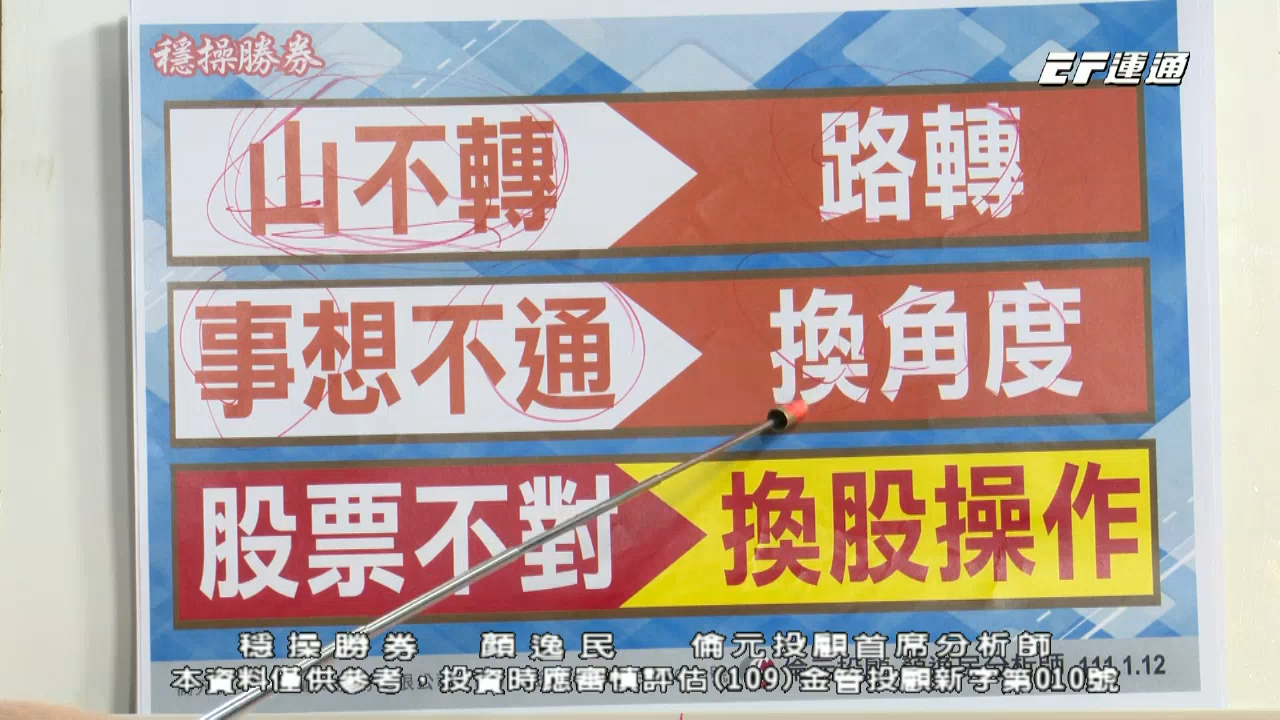 穩操勝券
EF運通
山不轉 路轉
事想不通 換角度
股票不對 換股操作
穩操勝券 顏逸民 倫元投顧首席分析師
111.1.12
本資料僅供參考，投資時應審慎評估(109)金管投顧新字第010號